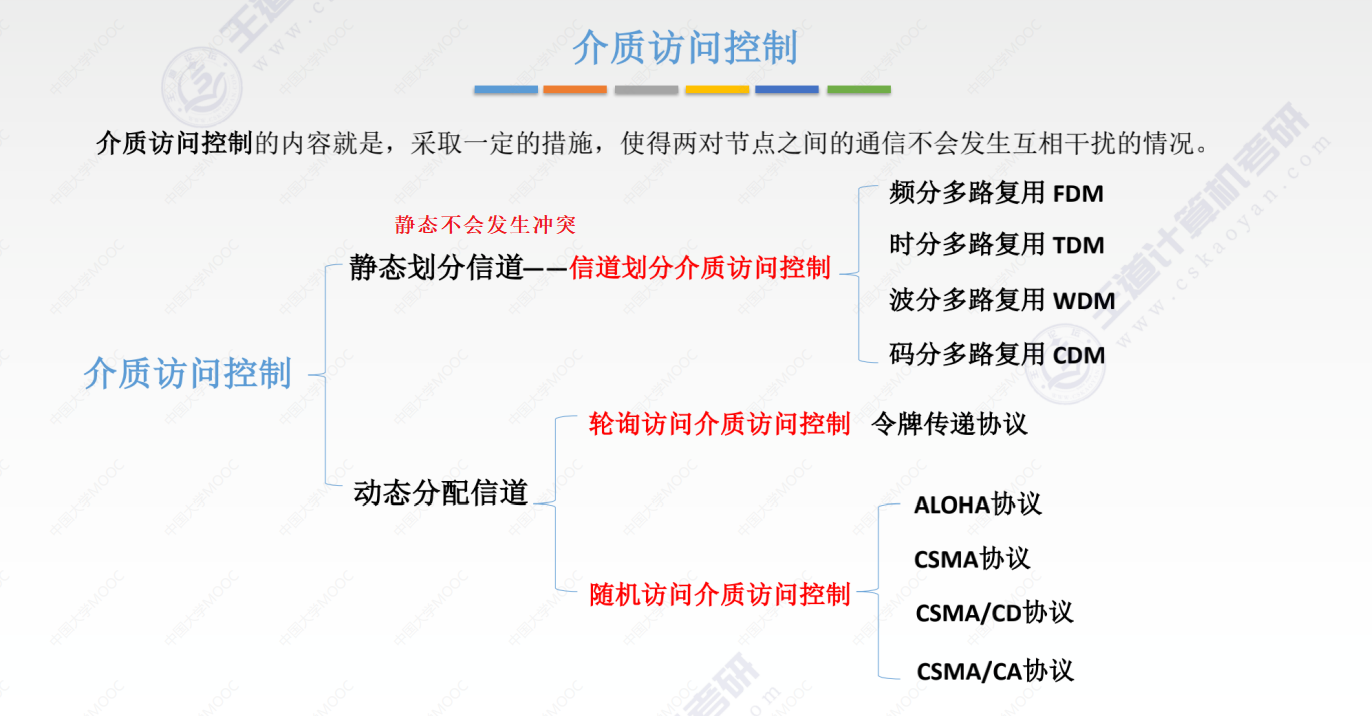 介质访问控制
介质访问控制的内容就是，采取一定的措施，使得两对节点之间的通信不会发生互相干扰的情况。
静态不会发生冲突
静态划分信道——信道划分介质访问控制
频分多路复用 FDM
时分多路复用 TDM
波分多路复用 WDM
码分多路复用 CDM
介质访问控制
动态分配信道
轮询访问介质访问控制 令牌传递协议
随机访问介质访问控制
ALOHA协议
CSMA协议
CSMA/CD协议
CSMA/CA协议
王道计算机考研
www.cskaoyan.com
中国大学MOOC